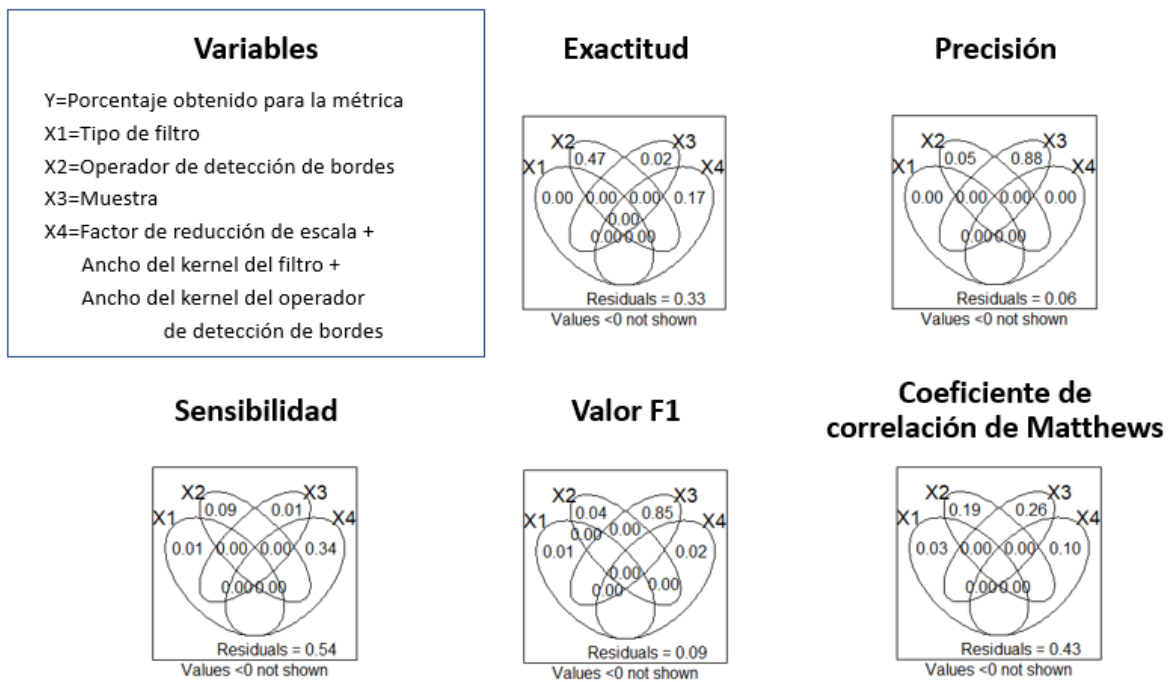 Variables
Y=Porcentaje obtenido para la métrica
X1=Tipo de filtro
X2=Operador de detección de bordes
X3=Muestra
X4=Factor de reducción de escala +
Ancho del kernel del filtro +
Ancho del kernel del operador
de detección de bordes
Exactitud
X2 X3
0.47 0.02
X1 X4
0.00 0.00 0.00 0.17
0.00
0.00 0.00
Residuals = 0.33
Values <0 not shown
Precisión
X2 X3
0.05 0.88
X1 X4
0.00 0.00 0.00 0.00
0.00 0.00
Residuals = 0.06
Values <0 not shown
Sensibilidad
X2 X3
0.09 0.01
X1 X4
0.01 0.00 0.00 0.34
0.00 0.00
Residuals = 0.54
Values <0 not shown
Valor F1
X2 X3
0.04 0.85
X1 X4
0.00
0.00
0.01 0.02
0.00
0.00 0.00
Residuals = 0.09
Values <0 not shown
Coeficiente de
correlación de Matthews
X2 X3
0.19 0.26
X1 X4
0.03 0.00 0.00 0.10
0.00 0.00
Residuals = 0.43
Values <0 not shown